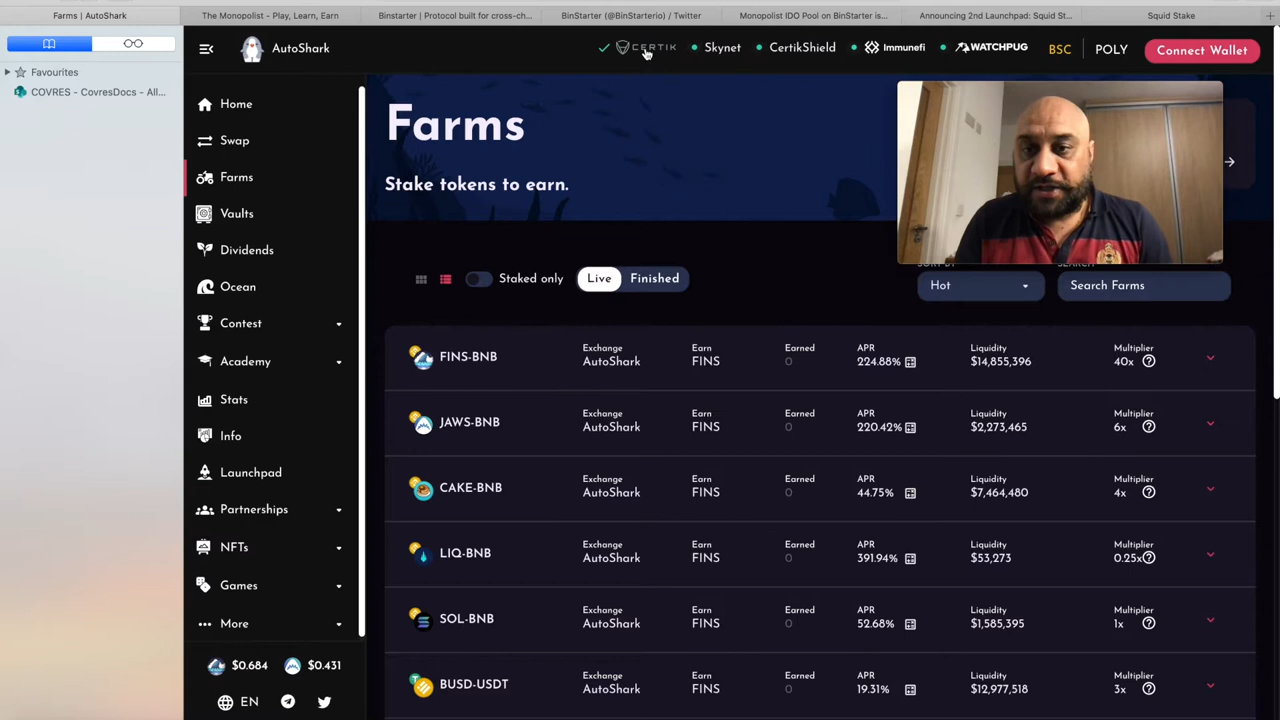 Farms | AutoShark
The Monopolist - Play, Learn, Earn
Binstarter | Protocol built for cross-ch...
BinStarter (@BinStarterio) / Twitter
Monopolist IDO Pool on BinStarter is...
Announcing 2nd Launchpad: Squid St...
Squid Stake
Favourites
COVRES - CovresDocs - All...
AutoShark
CERTIK
Skynet
CertikShield
Immunefi
WATCHPUG
BSC
POLY
Connect Wallet
Home
Swap
Farms
Vaults
Dividends
Ocean
Contest
Academy
Stats
Info
Launchpad
Partnerships
NFTs
Games
More
$0.684
$0.431
EN
Farms
Stake tokens to earn.
Staked only
Live
Finished
SORT BY
Hot
SEARCH
Search Farms
FINS-BNB Exchange AutoShark Earn FINS Earned 0 APR 224.88% Liquidity $14,855,396 Multiplier 40x
JAWS-BNB Exchange AutoShark Earn FINS Earned 0 APR 220.42% Liquidity $2,273,465 Multiplier 6x
CAKE-BNB Exchange AutoShark Earn FINS Earned 0 APR 44.75% Liquidity $7,464,480 Multiplier 4x
LIQ-BNB Exchange AutoShark Earn FINS Earned 0 APR 391.94% Liquidity $53,273 Multiplier 0.25x
SOL-BNB Exchange AutoShark Earn FINS Earned 0 APR 52.68% Liquidity $1,585,395 Multiplier 1x
BUSD-USDT Exchange AutoShark Earn FINS Earned 0 APR 19.31% Liquidity $12,977,518 Multiplier 3x